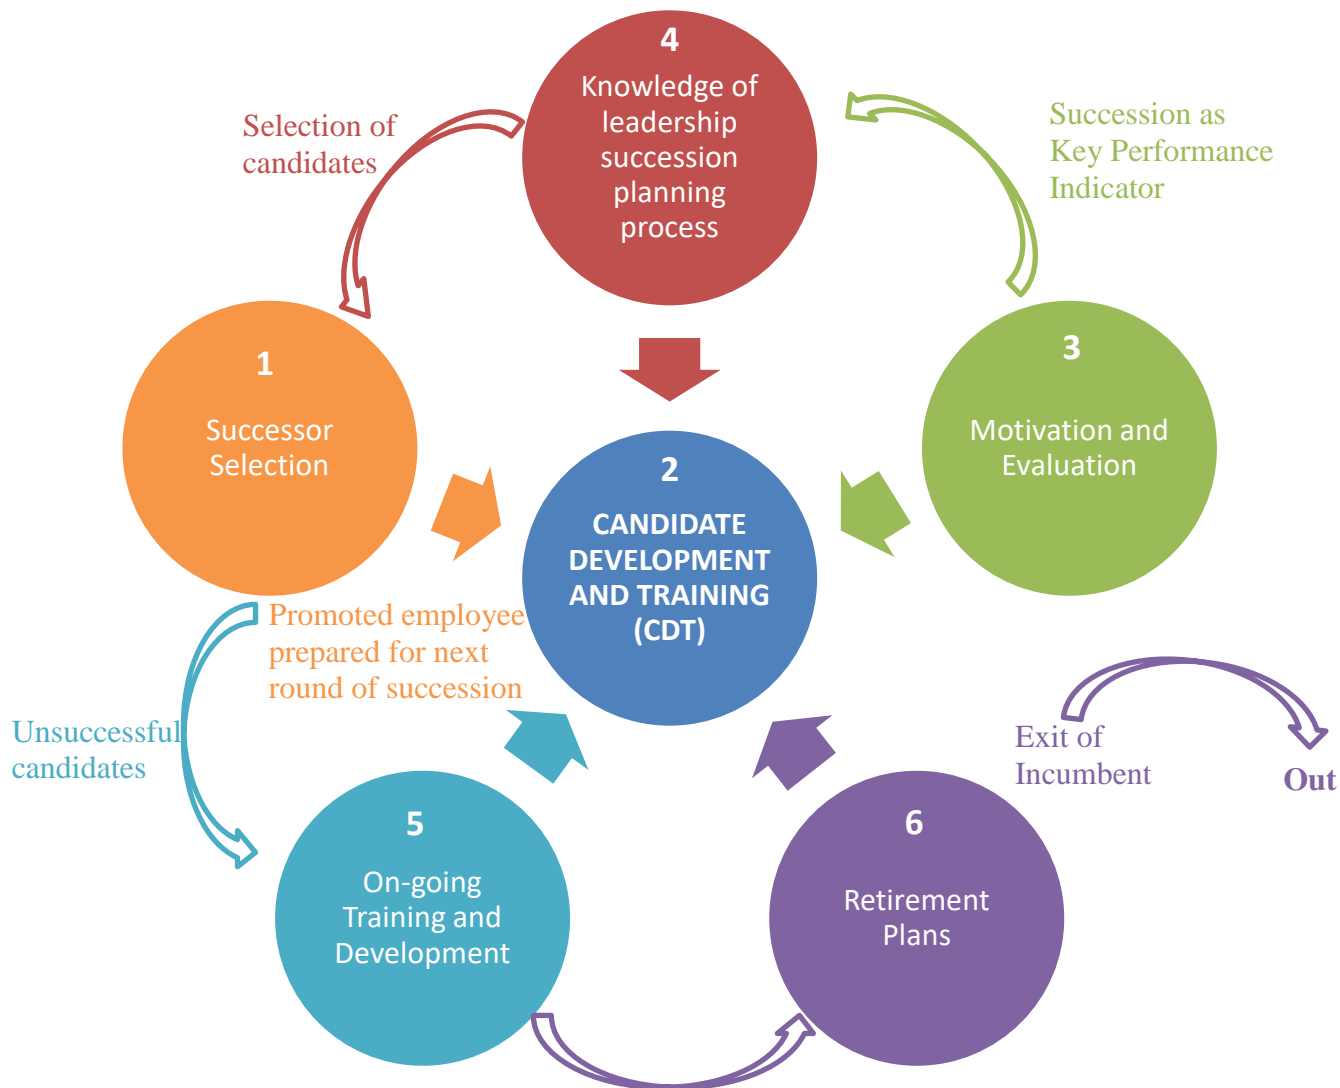 4
Knowledge of
leadership
succession
planning
process
Selection of
candidates
Succession as
Key Performance
Indicator
1
Successor
Selection
3
Motivation and
Evaluation
2
CANDIDATE
DEVELOPMENT
AND TRAINING
(CDT)
Promoted employee
prepared for next
round of succession
Unsuccessful
candidates
Exit of
Incumbent
Out
5
On-going
Training and
Development
6
Retirement
Plans